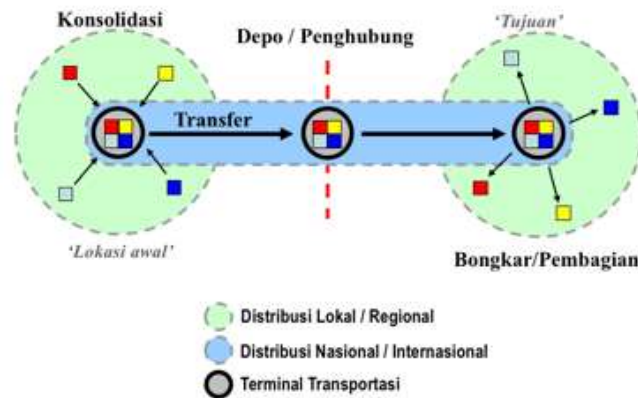 Konsolidasi
Depo / Penghubung
‘Tujuan’
Transfer
‘Lokasi awal’
Bongkar/Pembagian
Distribusi Lokal / Regional
Distribusi Nasional / Internasional
Terminal Transportasi